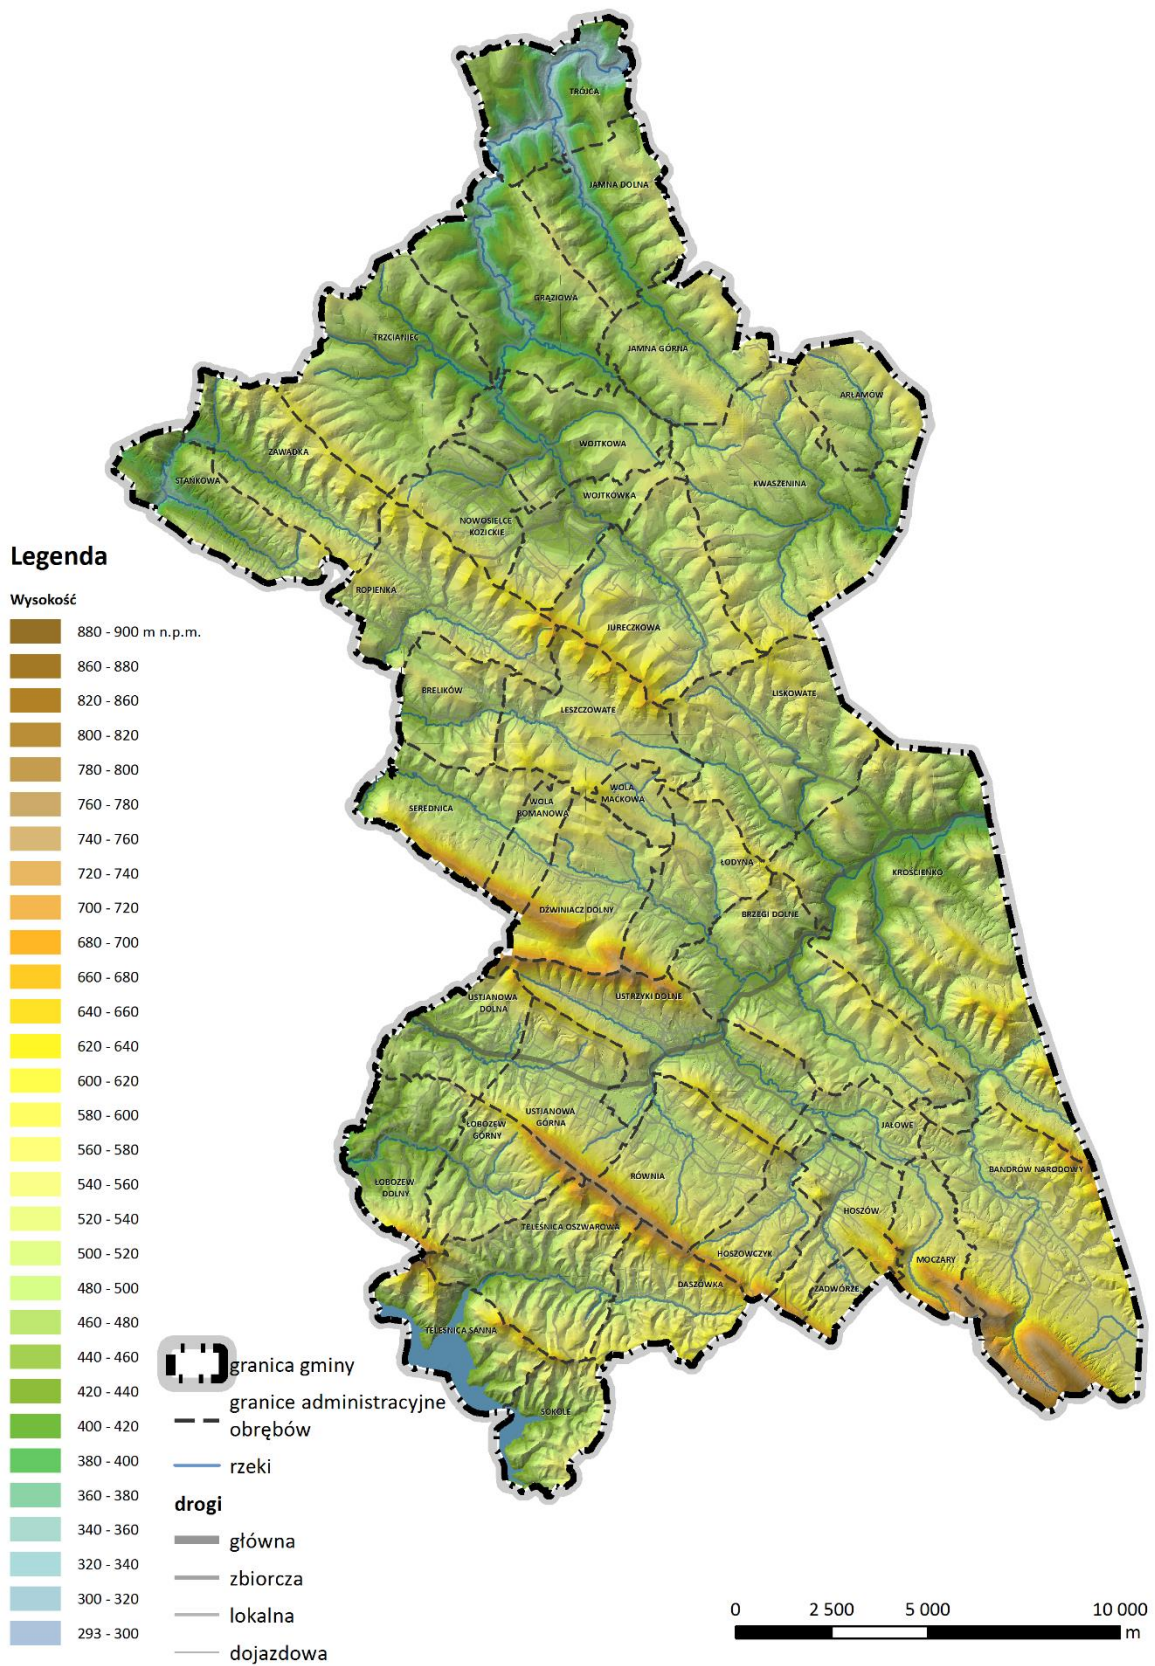 TRÓJCA
JAMNA DOLNA
GRĄZIOWA
TRZCIANIEC
JAMNA GÓRNA
ARŁAMÓW
ZAWADKA
WOJTKOWA
STAŃKOWA
KWASZENINA
WOJTKÓWKA
NOWOSIELCE
KOZICKIE
ROPIENKA
JURECZKOWA
BRELIKÓW
LISKOWATE
LESZCZOWATE
SEREDNICA
WOLA
ROMANOWA
WOLA
MAĆKOWA
ŁODYNA
KROŚCIENKO
DŹWINIACZ DOLNY
BRZEGI DOLNE
USTJANOWA
DOLNA
USTRZYKI DOLNE
USTJANOWA
GÓRNA
ŁOBOZEW
GÓRNY
JAŁOWE
BANDRÓW NARODOWY
RÓWNIA
ŁOBOZEW
DOLNY
HOSZÓW
TELEŚNICA OSZWAROWA
HOSZOWCZYK
MOCZARY
DASZÓWKA
ZADWÓRZE
TELEŚNICA SANNA
SOKOLE
Legenda
Wysokość
880 - 900 m n.p.m.
860 - 880
820 - 860
800 - 820
780 - 800
760 - 780
740 - 760
720 - 740
700 - 720
680 - 700
660 - 680
640 - 660
620 - 640
600 - 620
580 - 600
560 - 580
540 - 560
520 - 540
500 - 520
480 - 500
460 - 480
440 - 460
420 - 440
400 - 420
380 - 400
360 - 380
340 - 360
320 - 340
300 - 320
293 - 300
granica gminy
granice administracyjne
obrębów
rzeki
drogi
główna
zbiorcza
lokalna
dojazdowa
0 2 500 5 000 10 000
m